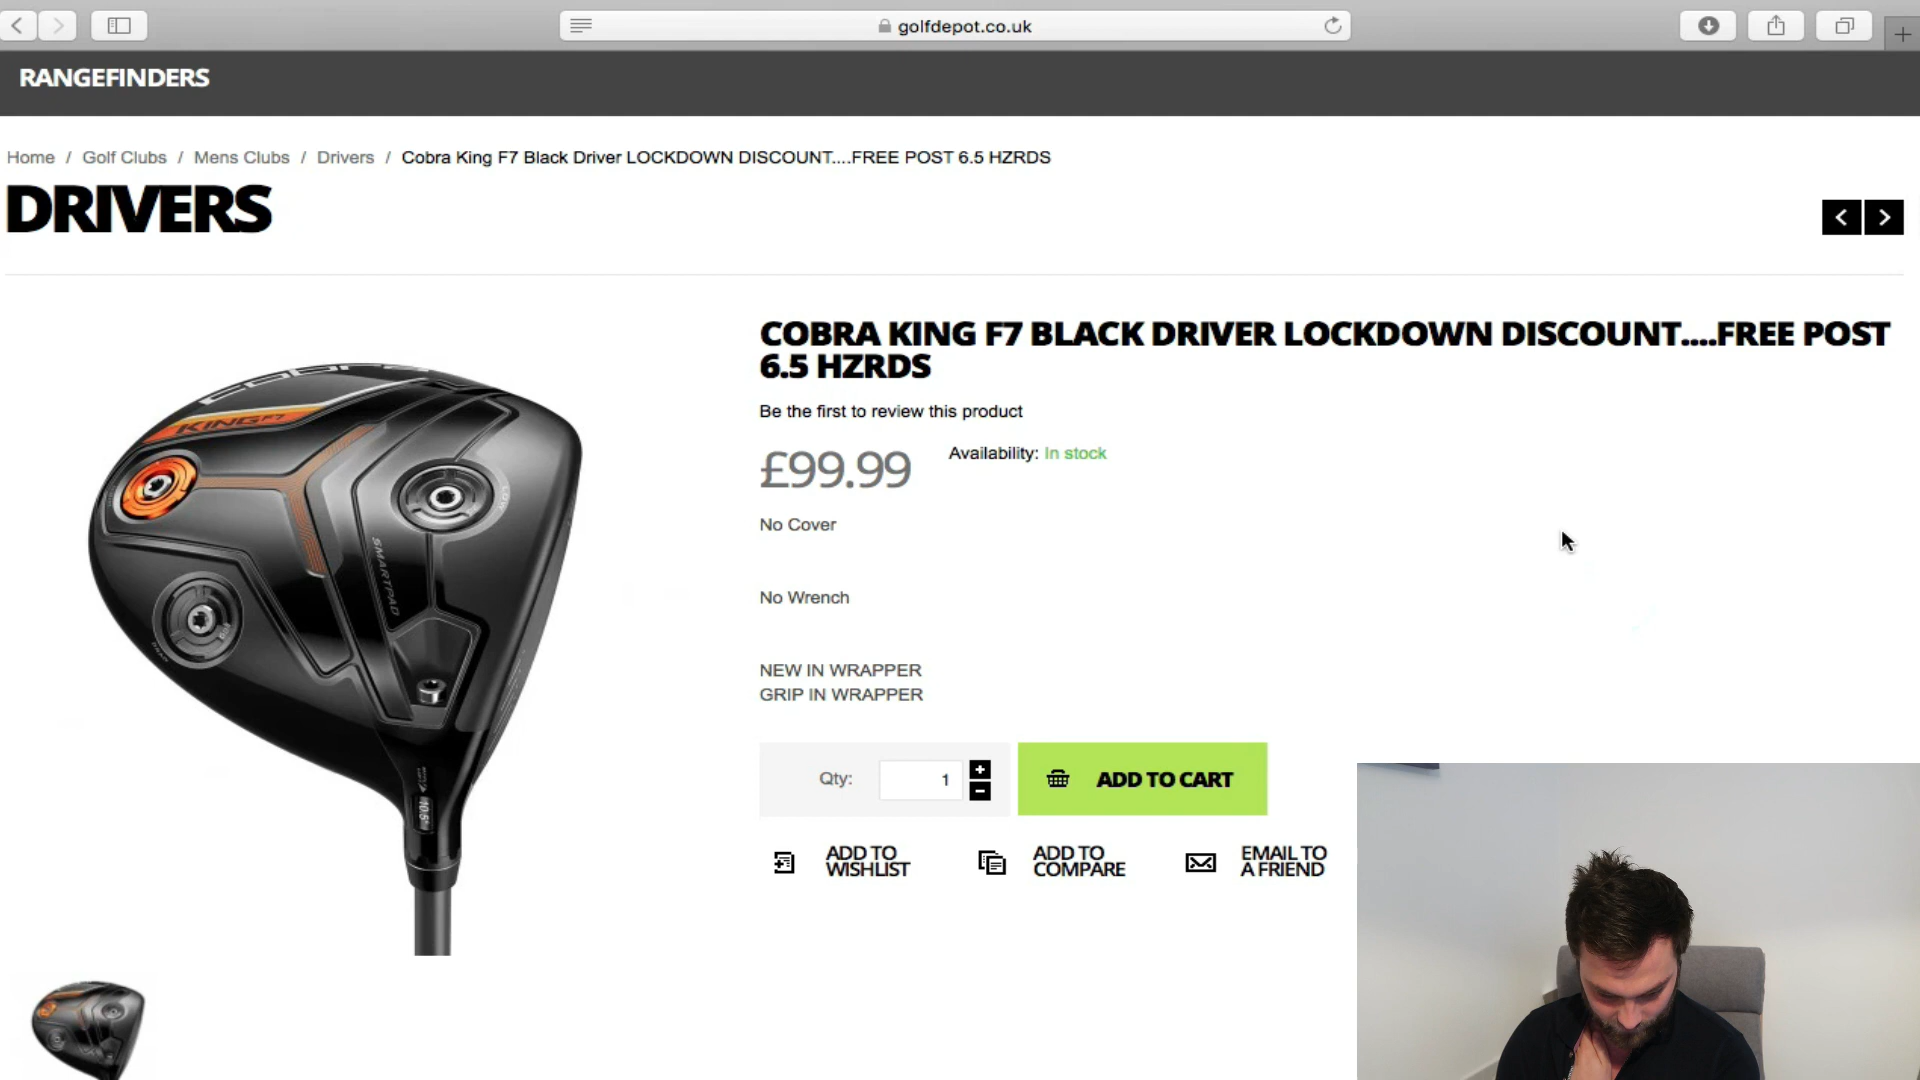 golfdepot.co.uk
RANGEFINDERS
Home / Golf Clubs / Mens Clubs / Drivers / Cobra King F7 Black Driver LOCKDOWN DISCOUNT....FREE POST 6.5 HZRDS
DRIVERS
COBRA KING F7 BLACK DRIVER LOCKDOWN DISCOUNT....FREE POST
6.5 HZRDS
Be the first to review this product
£99.99
Availability: In stock
No Cover
No Wrench
NEW IN WRAPPER
GRIP IN WRAPPER
Qty:
1
ADD TO CART
ADD TO
WISHLIST
ADD TO
COMPARE
EMAIL TO
A FRIEND
cobra
KING F7
SMARTPAD
10.5°